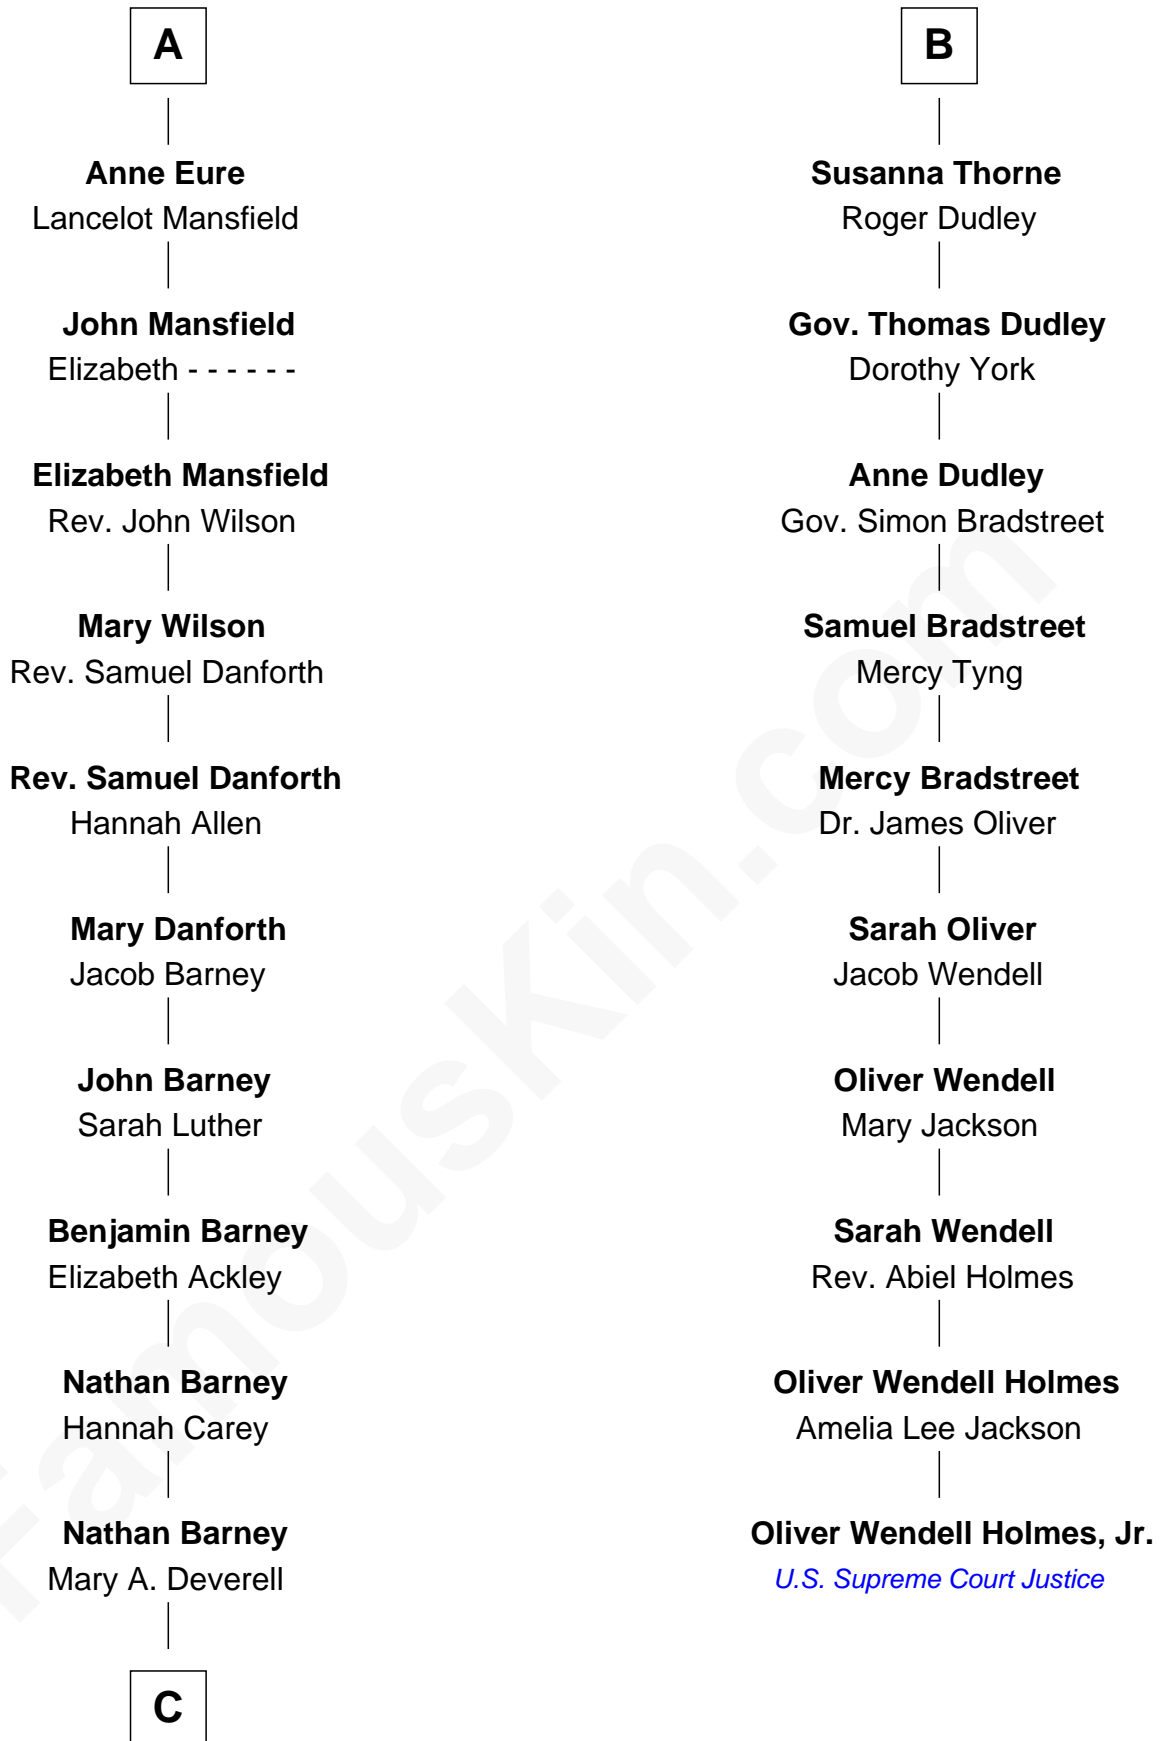 A
Anne Eure
Lancelot Mansfield
John Mansfield
Elizabeth - - - - - -
Elizabeth Mansfield
Rev. John Wilson
Mary Wilson
Rev. Samuel Danforth
Rev. Samuel Danforth
Hannah Allen
Mary Danforth
Jacob Barney
John Barney
Sarah Luther
Benjamin Barney
Elizabeth Ackley
Nathan Barney
Hannah Carey
Nathan Barney
Mary A. Deverell
C
B
Susanna Thorne
Roger Dudley
Gov. Thomas Dudley
Dorothy York
Anne Dudley
Gov. Simon Bradstreet
Samuel Bradstreet
Mercy Tyng
Mercy Bradstreet
Dr. James Oliver
Sarah Oliver
Jacob Wendell
Oliver Wendell
Mary Jackson
Sarah Wendell
Rev. Abiel Holmes
Oliver Wendell Holmes
Amelia Lee Jackson
Oliver Wendell Holmes, Jr.
U.S. Supreme Court Justice
FamousKin.com